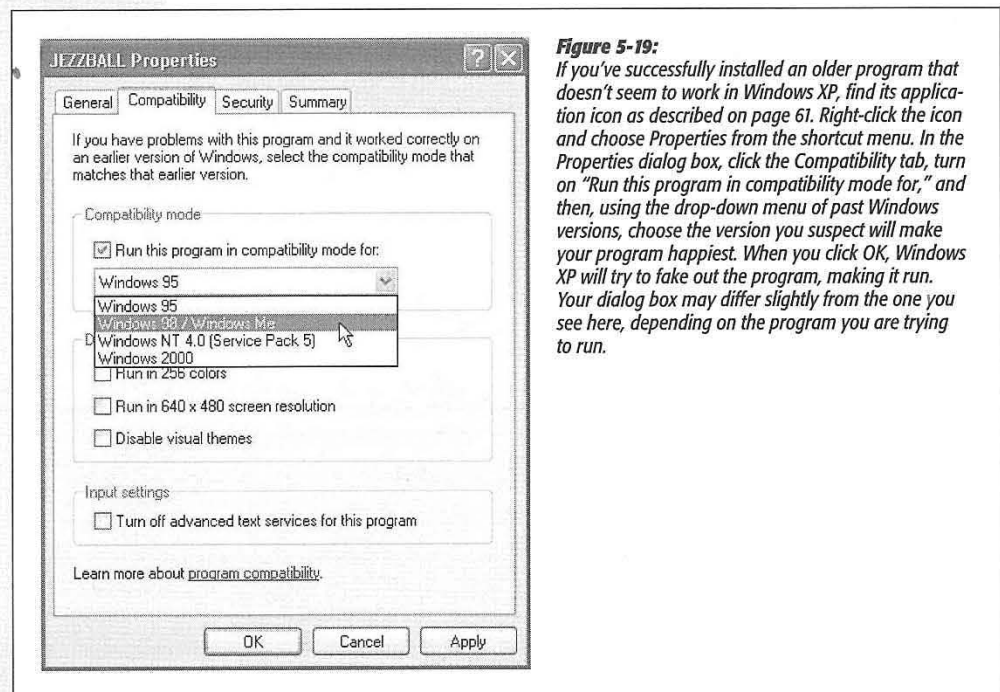 JEZZBALL Properties
General Compatibility Security Summary
If you have problems with this program and it worked correctly on
an earlier version of Windows, select the compatibility mode that
matches that earlier version.
Compatibility mode
Run this program in compatibility mode for:
Windows 95
Windows 95
Windows 98 / Windows Me
Windows NT 4.0 (Service Pack 5)
Windows 2000
D
Run in 256 colors
Run in 640 x 480 screen resolution
Disable visual themes
Input settings
Turn off advanced text services for this program
Learn more about program compatibility.
OK Cancel Apply
Figure 5-19:
If you've successfully installed an older program that
doesn't seem to work in Windows XP, find its applica-
tion icon as described on page 61. Right-click the icon
and choose Properties from the shortcut menu. In the
Properties dialog box, click the Compatibility tab, turn
on "Run this program in compatibility mode for," and
then, using the drop-down menu of past Windows
versions, choose the version you suspect will make
your program happiest. When you click OK, Windows
XP will try to fake out the program, making it run.
Your dialog box may differ slightly from the one you
see here, depending on the program you are trying
to run.